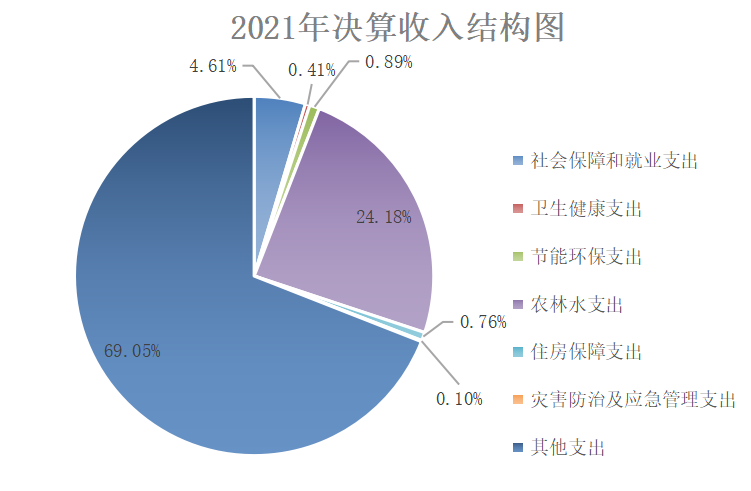 2021年决算收入结构图
4.61%
0.41%
0.89%
24.18%
0.76%
0.10%
69.05%
社会保障和就业支出
卫生健康支出
节能环保支出
农林水支出
住房保障支出
灾害防治及应急管理支出
其他支出